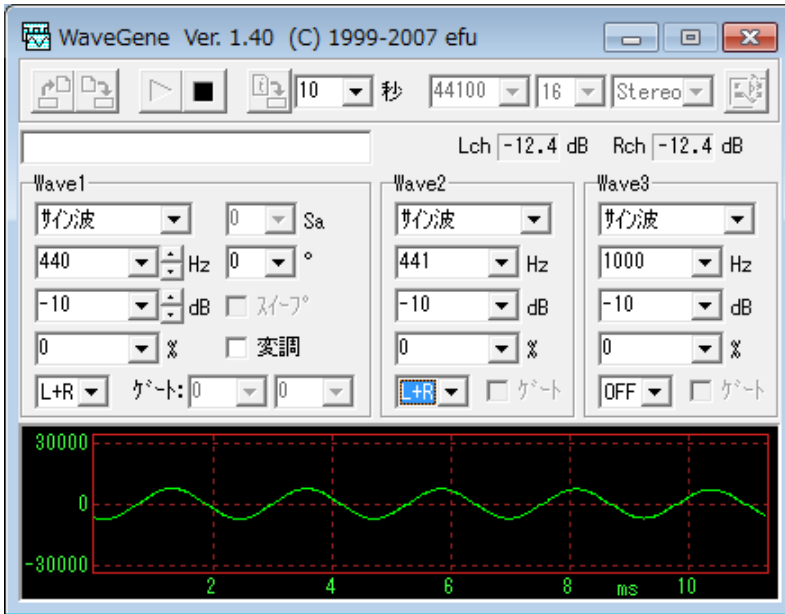 WaveGene Ver. 1.40 (C) 1999-2007 efu
10 秒 44100 16 Stereo
Lch -12.4 dB Rch -12.4 dB
Wave1 Wave2 Wave3
サイン波 0 Sa サイン波 サイン波
440 Hz 0 ° 441 Hz 1000 Hz
-10 dB スイープ -10 dB -10 dB
0 % 変調 0 % 0 %
L+R ゲート: 0 0 L+R ゲート OFF ゲート
30000
0
-30000
2 4 6 8 ms 10